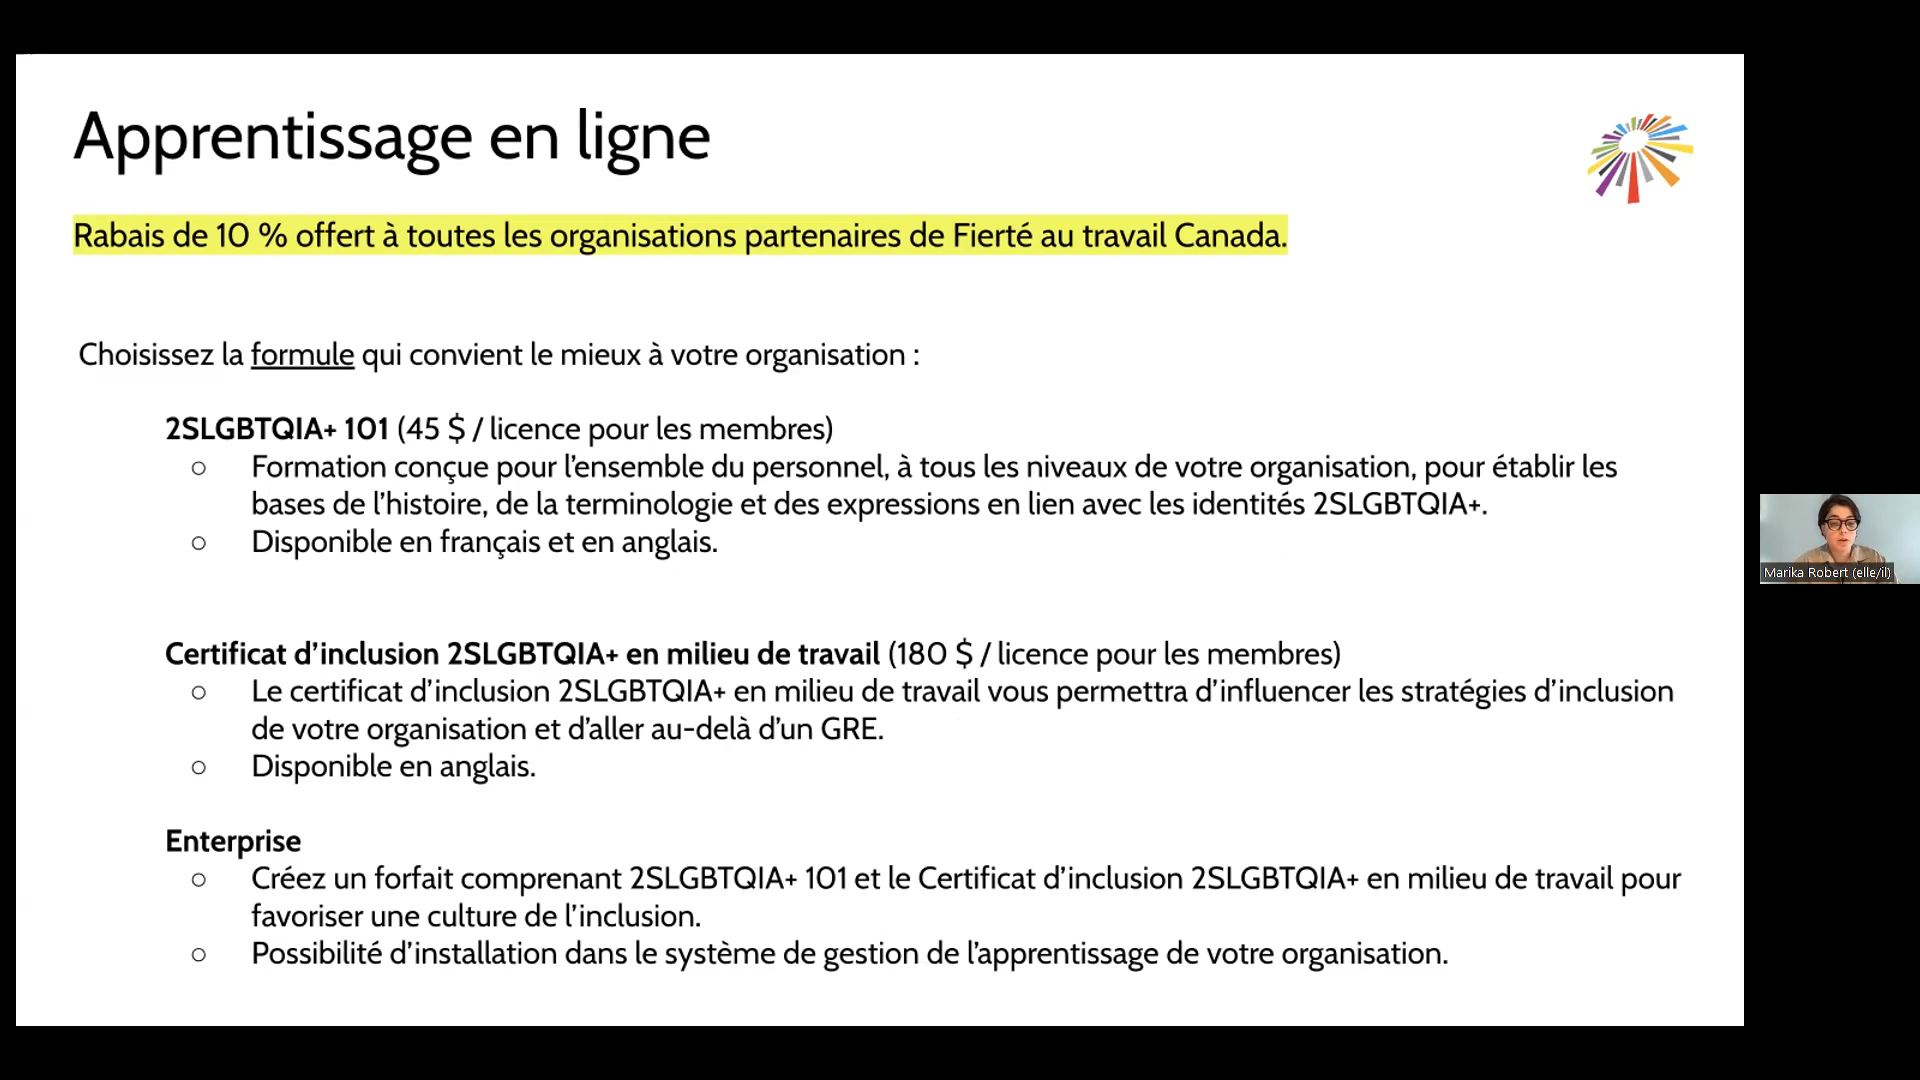 Apprentissage en ligne
Rabais de 10 % offert à toutes les organisations partenaires de Fierté au travail Canada.
Choisissez la formule qui convient le mieux à votre organisation :
2SLGBTQIA+ 101 (45 $ / licence pour les membres)
○ Formation conçue pour l’ensemble du personnel, à tous les niveaux de votre organisation, pour établir les
bases de l’histoire, de la terminologie et des expressions en lien avec les identités 2SLGBTQIA+.
○ Disponible en français et en anglais.
Certificat d’inclusion 2SLGBTQIA+ en milieu de travail (180 $ / licence pour les membres)
○ Le certificat d’inclusion 2SLGBTQIA+ en milieu de travail vous permettra d’influencer les stratégies d’inclusion
de votre organisation et d’aller au-delà d’un GRE.
○ Disponible en anglais.
Enterprise
○ Créez un forfait comprenant 2SLGBTQIA+ 101 et le Certificat d’inclusion 2SLGBTQIA+ en milieu de travail pour
favoriser une culture de l’inclusion.
○ Possibilité d’installation dans le système de gestion de l’apprentissage de votre organisation.
Marika Robert (elle/il)